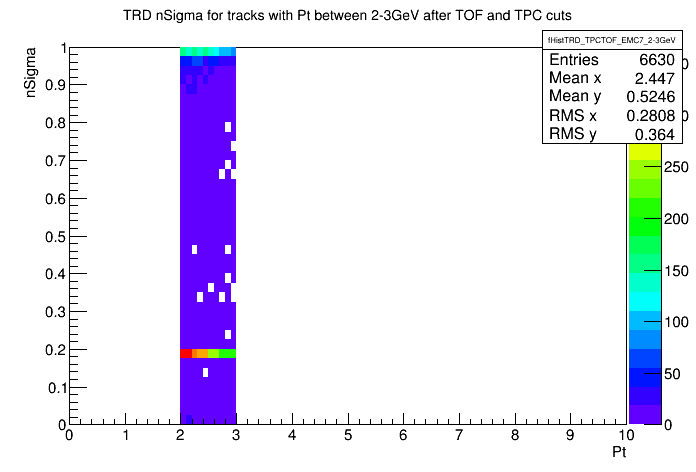 TRD nSigma for tracks with Pt between 2-3GeV after TOF and TPC cuts
fHistTRD_TPCTOF_EMC7_2-3GeV
Entries 6630
Mean x 2.447
Mean y 0.5246
RMS x 0.2808
RMS y 0.364
nSigma
1
0.9
0.8
0.7
0.6
0.5
0.4
0.3
0.2
0.1
0
0 1 2 3 4 5 6 7 8 9 10
Pt
0
0
250
200
150
100
50
0